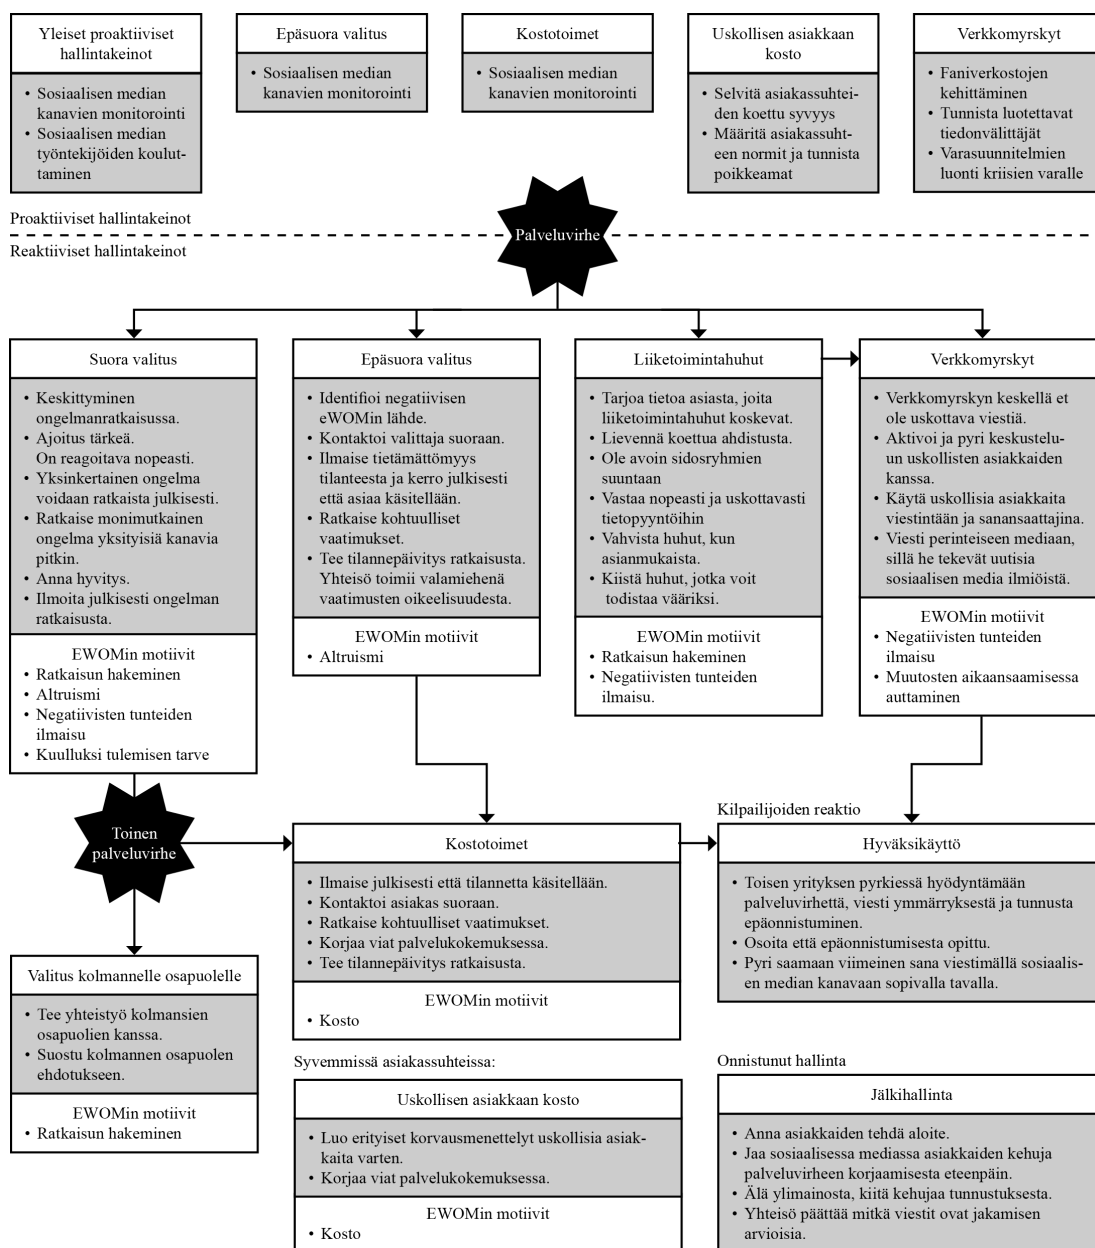 Yleiset proaktiiviset
hallintakeinot
• Sosiaalisen median
kanavien monitorointi
• Sosiaalisen median
työntekijöiden koulut-
taminen
Epäsuora valitus
• Sosiaalisen median
kanavien monitorointi
Kostotoimet
• Sosiaalisen median
kanavien monitorointi
Uskollisen asiakkaan
kosto
• Selvitä asiakassuhtei-
den koettu syvyys
• Määritä asiakassuht-
een normit ja tunnista
poikkeamat
Verkkomyrskyt
• Faniverkostojen
kehittäminen
• Tunnista luotettavat
tiedonvälittäjät
• Varasuunnitelmien
luonti kriisien varalle
Proaktiiviset hallintakeinot
Palveluvirhe
Reaktiiviset hallintakeinot
Suora valitus
• Keskittyminen
ongelmanratkaisussa.
• Ajoitus tärkeä.
On reagoitava nopeasti.
• Yksinkertainen ongelma
voidaan ratkaista julkisesti.
• Ratkaise monimutkainen
ongelma yksityisiä kanavia
pitkin.
• Anna hyvitys.
• Ilmoita julkisesti ongelman
ratkaisusta.
EWOMin motiivit
• Ratkaisun hakeminen
• Altruismi
• Negatiivisten tunteiden
ilmaisu
• Kuulluksi tulemisen tarve
Epäsuora valitus
• Identifioi negatiivisen
eWOMin lähde.
• Kontaktoi valittaja suoraan.
• Ilmaise tietämättömyys
tilanteesta ja kerro julkisesti
että asiaa käsitellään.
• Ratkaise kohtuulliset
vaatimukset.
• Tee tilannepäivitys ratkaisusta.
Yhteisö toimii valamiehenä
vaatimusten oikeelisuudesta.
EWOMin motiivit
• Altruismi
Liiketoimintahuhut
• Tarjoa tietoa asiasta, joita
liiketoimintahuhut koskevat.
• Lievennä koettua ahdistusta.
• Ole avoin sidosryhmien
suuntaan
• Vastaa nopeasti ja uskottavasti
tietopyyntöihin
• Vahvista huhut, kun
asianmukaista.
• Kiistä huhut, jotka voit
todistaa vääriksi.
EWOMin motiivit
• Ratkaisun hakeminen
• Negatiivisten tunteiden
ilmaisu.
Verkkomyrskyt
• Verkkomyrskyn keskellä et
ole uskottava viestiä.
• Aktivoi ja pyri keskustelu-
un uskollisten asiakkaiden
kanssa.
• Käytä uskollisia asiakkaita
viestintään ja sanansaattajina.
• Viesti perinteiseen mediaan,
sillä he tekevät uutisia
sosiaalisen media ilmiöistä.
EWOMin motiivit
• Negatiivisten tunteiden
ilmaisu
• Muutosten aikaansaamisessa
auttaminen
Toinen
palveluvirhe
Valitus kolmannelle osapuolelle
• Tee yhteistyö kolmansien
osapuolien kanssa.
• Suostu kolmannen osapuolen
ehdotukseen.
EWOMin motiivit
• Ratkaisun hakeminen
Kostotoimet
• Ilmaise julkisesti että tilannetta käsitellään.
• Kontaktoi asiakas suoraan.
• Ratkaise kohtuulliset vaatimukset.
• Korjaa viat palvelukokemuksessa.
• Tee tilannepäivitys ratkaisusta.
EWOMin motiivit
• Kosto
Kilpailijoiden reaktio
Hyväksikäyttö
• Toisen yrityksen pyrkiessä hyödyntämään
palveluvirhettä, viesti ymmärryksestä ja tunnusta
epäonnistuminen.
• Osoita että epäonnistumisesta opittu.
• Pyri saamaan viimeinen sana viestimällä sosiaalis-
en median kanavaan sopivalla tavalla.
Syvemmissä asiakassuhteissa:
Uskollisen asiakkaan kosto
• Luo erityiset korvausmenettelyt uskollisia asiak-
kaita varten.
• Korjaa viat palvelukokemuksessa.
EWOMin motiivit
• Kosto
Onnistunut hallinta
Jälkihallinta
• Anna asiakkaiden tehdä aloite.
• Jaa sosiaalisessa mediassa asiakkaiden kehuja
palveluvirheen korjaamisesta eteenpäin.
• Älä ylimainosta, kiitä kehujaa tunnustuksesta.
• Yhteisö päättää mitkä viestit ovat jakamisen
arvioisia.